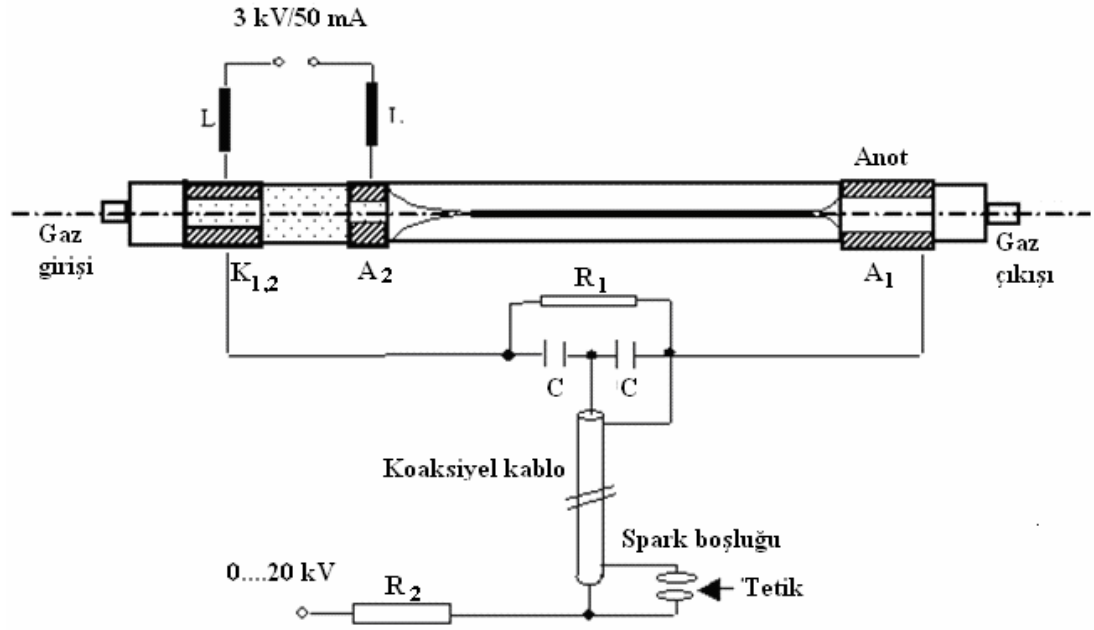 3 kV/50 mA
L
L
Anot
Gaz
girişi
K1,2
A2
A1
Gaz
çıkışı
R1
C
C
Koaksiyel kablo
Spark boşluğu
0....20 kV
R2
Tetik